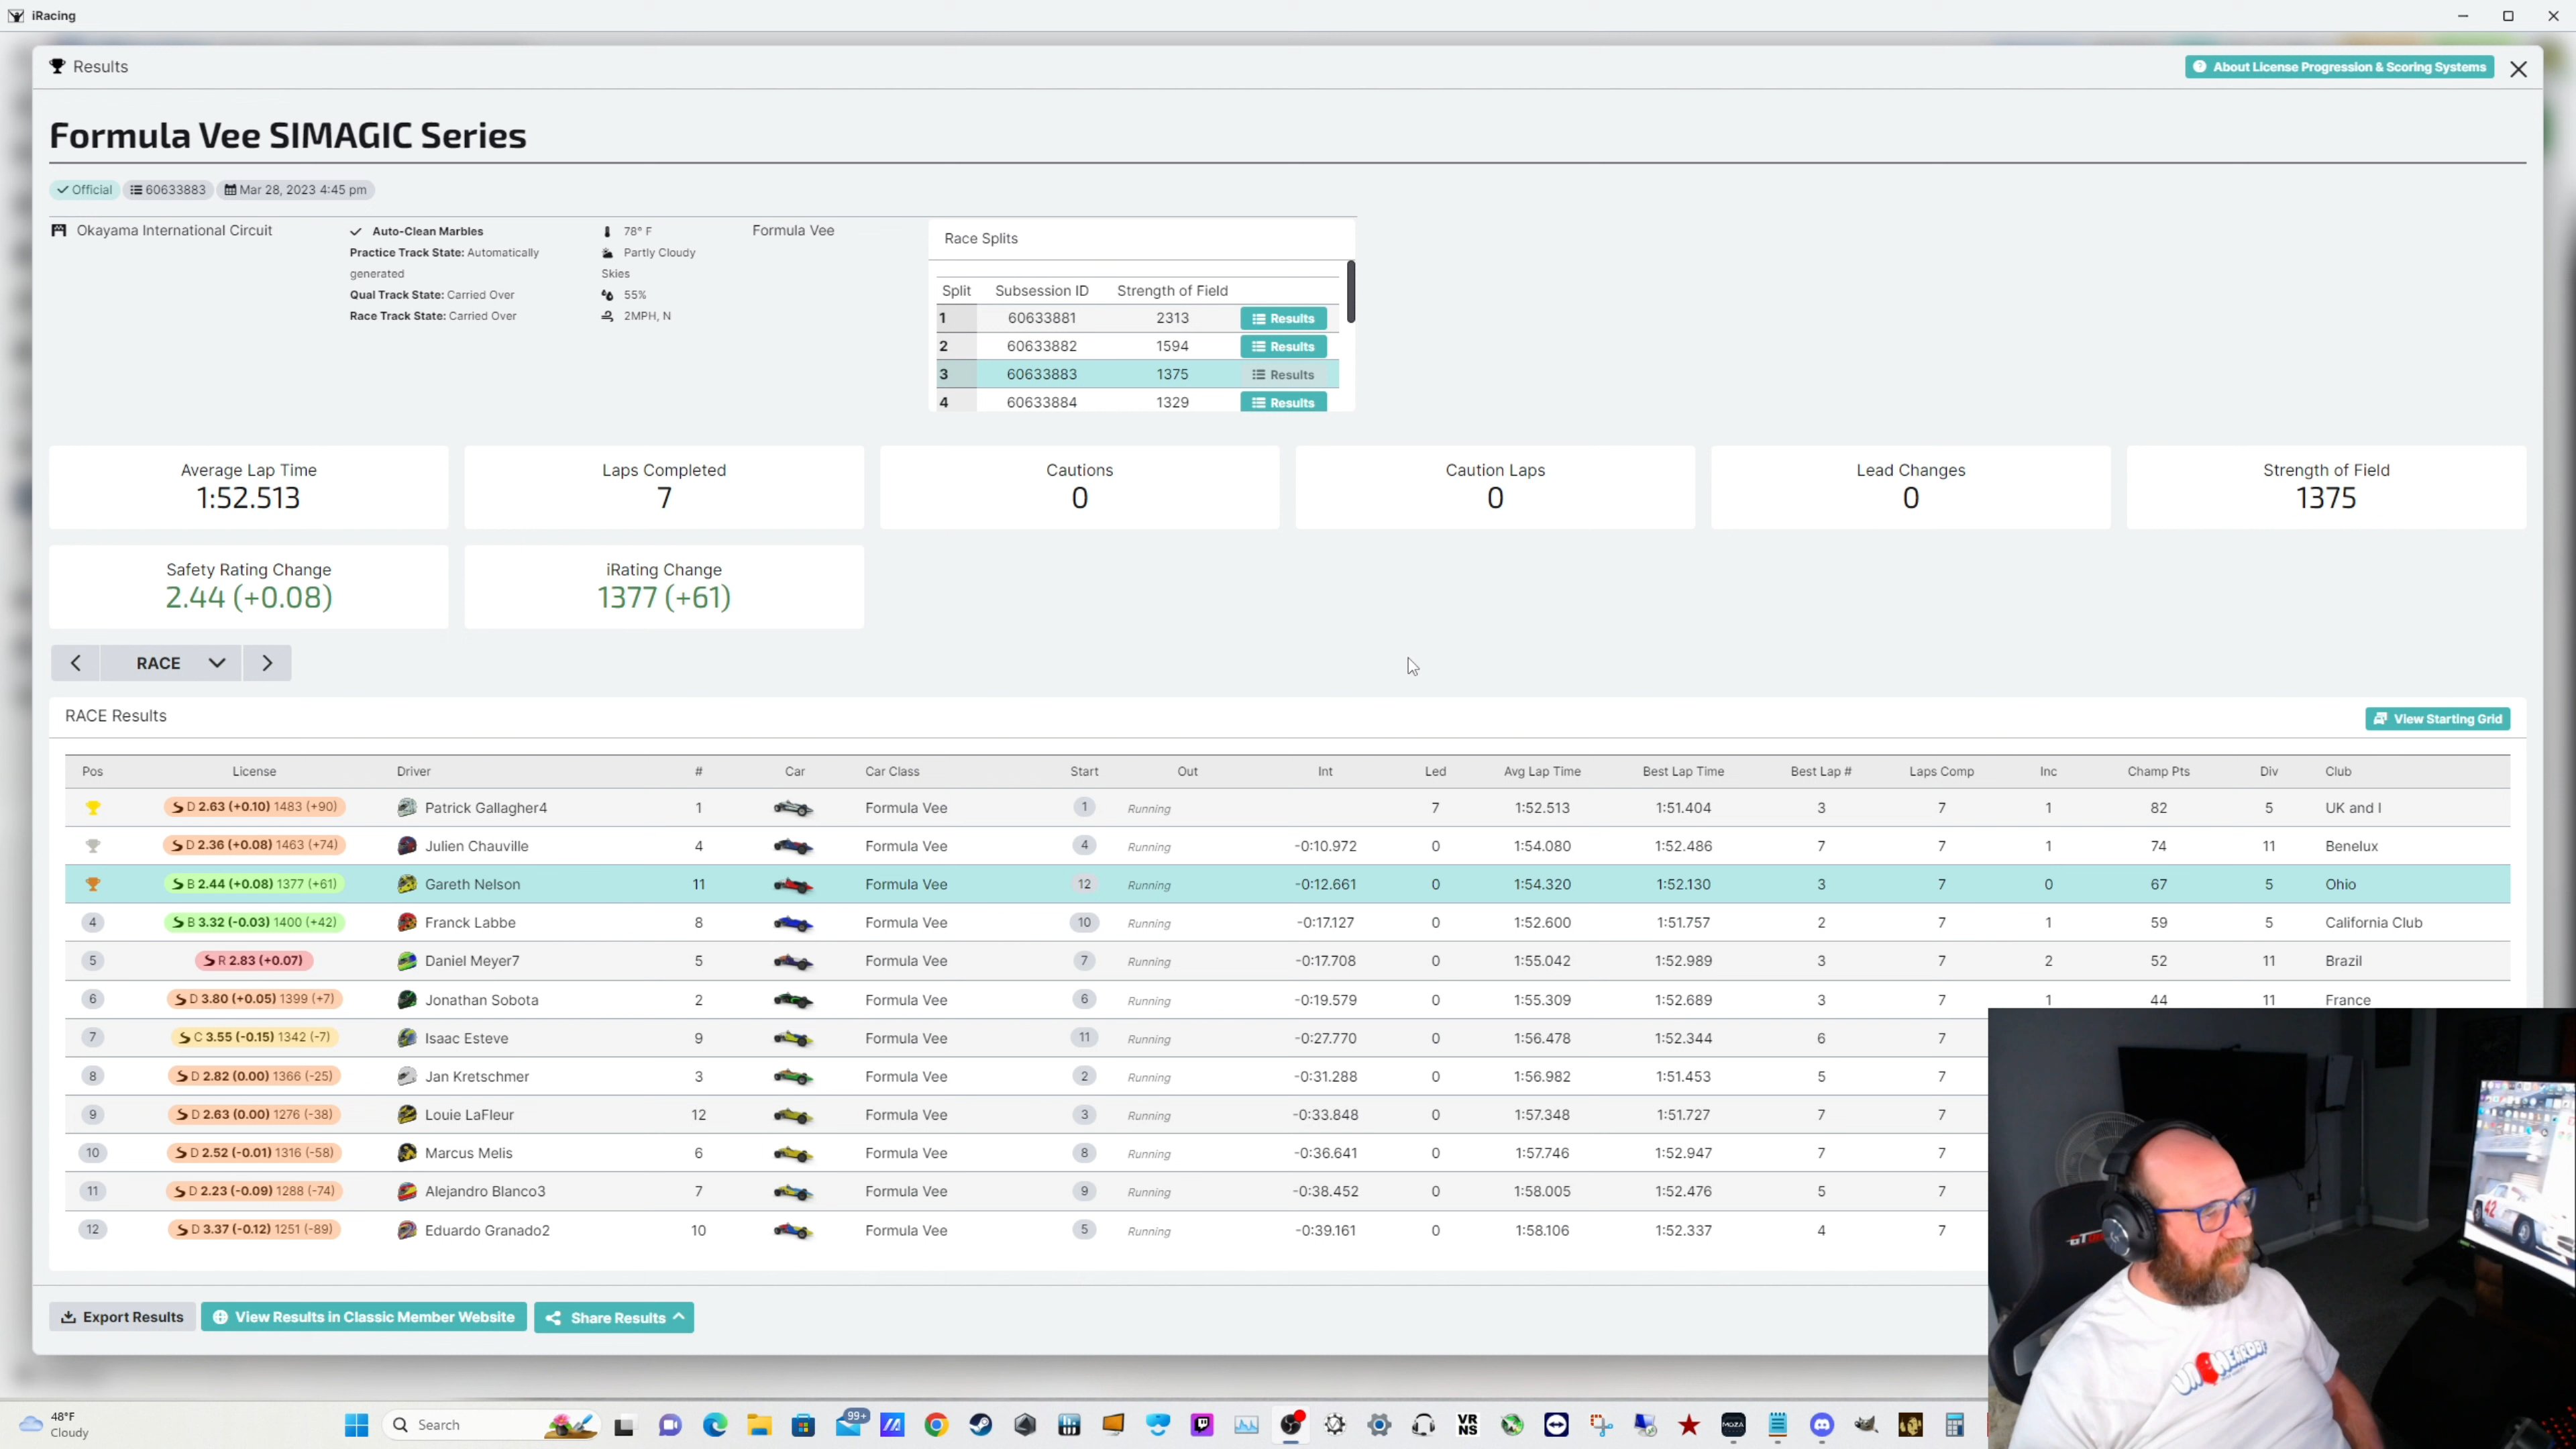 iRacing
Results
About License Progression & Scoring Systems
Formula Vee SIMAGIC Series
Official 60633883 Mar 28, 2023 4:45 pm
Okayama International Circuit
Auto-Clean Marbles
Practice Track State: Automatically
generated
Qual Track State: Carried Over
Race Track State: Carried Over
78° F
Partly Cloudy
Skies
55%
2MPH, N
Formula Vee
Race Splits
Split Subsession ID Strength of Field
1 60633881 2313 Results
2 60633882 1594 Results
3 60633883 1375 Results
4 60633884 1329 Results
Average Lap Time
1:52.513
Laps Completed
7
Cautions
0
Caution Laps
0
Lead Changes
0
Strength of Field
1375
Safety Rating Change
2.44 (+0.08)
iRating Change
1377 (+61)
RACE
RACE Results
View Starting Grid
Pos License Driver # Car Car Class Start Out Int Led Avg Lap Time Best Lap Time Best Lap # Laps Comp Inc Champ Pts Div Club
D 2.63 (+0.10) 1483 (+90) Patrick Gallagher4 1 Formula Vee 1 Running 7 1:52.513 1:51.404 3 7 1 82 5 UK and I
D 2.36 (+0.08) 1463 (+74) Julien Chauville 4 Formula Vee 4 Running -0:10.972 0 1:54.080 1:52.486 7 7 1 74 11 Benelux
B 2.44 (+0.08) 1377 (+61) Gareth Nelson 11 Formula Vee 12 Running -0:12.661 0 1:54.320 1:52.130 3 7 0 67 5 Ohio
4 B 3.32 (-0.03) 1400 (+42) Franck Labbe 8 Formula Vee 10 Running -0:17.127 0 1:52.600 1:51.757 2 7 1 59 5 California Club
5 R 2.83 (+0.07) Daniel Meyer7 5 Formula Vee 7 Running -0:17.708 0 1:55.042 1:52.989 3 7 2 52 11 Brazil
6 D 3.80 (+0.05) 1399 (+7) Jonathan Sobota 2 Formula Vee 6 Running -0:19.579 0 1:55.309 1:52.689 3 7 1 44 11 France
7 C 3.55 (-0.15) 1342 (-7) Isaac Esteve 9 Formula Vee 11 Running -0:27.770 0 1:56.478 1:52.344 6 7
8 D 2.82 (0.00) 1366 (-25) Jan Kretschmer 3 Formula Vee 2 Running -0:31.288 0 1:56.982 1:51.453 5 7
9 D 2.63 (0.00) 1276 (-38) Louie LaFleur 12 Formula Vee 3 Running -0:33.848 0 1:57.348 1:51.727 7 7
10 D 2.52 (-0.01) 1316 (-58) Marcus Melis 6 Formula Vee 8 Running -0:36.641 0 1:57.746 1:52.947 7 7
11 D 2.23 (-0.09) 1288 (-74) Alejandro Blanco3 7 Formula Vee 9 Running -0:38.452 0 1:58.005 1:52.476 5 7
12 D 3.37 (-0.12) 1251 (-89) Eduardo Granado2 10 Formula Vee 5 Running -0:39.161 0 1:58.106 1:52.337 4 7
Export Results View Results in Classic Member Website Share Results
42
48°F
Cloudy
Search
99+
VR
NS
MOZA